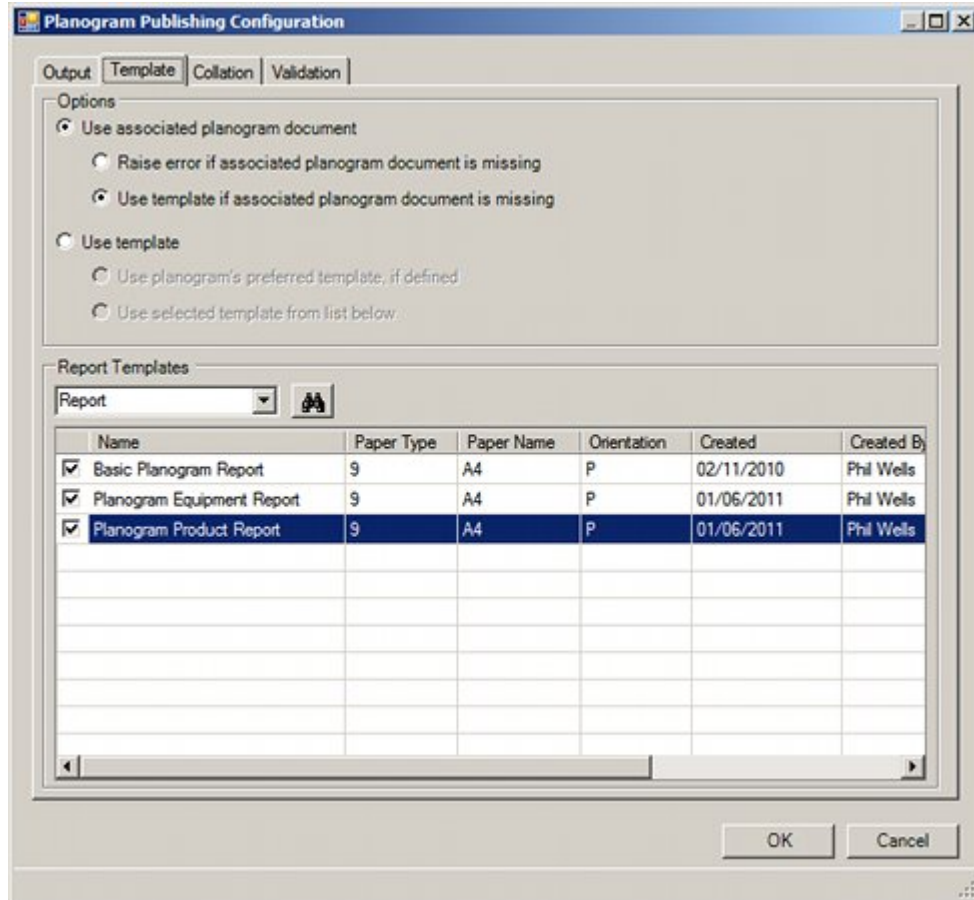 Planogram Publishing Configuration
Output Template Collation Validation
Options
Use associated planogram document
Raise error if associated planogram document is missing
Use template if associated planogram document is missing
Use template
Use planogram's preferred template, if defined
Use selected template from list below
Report Templates
Report
Name Paper Type Paper Name Orientation Created Created By
Basic Planogram Report 9 A4 P 02/11/2010 Phil Wells
Planogram Equipment Report 9 A4 P 01/06/2011 Phil Wells
Planogram Product Report 9 A4 P 01/06/2011 Phil Wells
OK Cancel